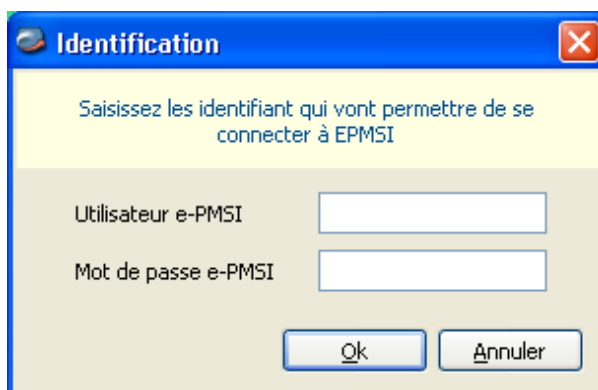 Identification
Saisissez les identifiant qui vont permettre de se
connecter à EPMSI
Utilisateur e-PMSI
Mot de passe e-PMSI
Ok
Annuler